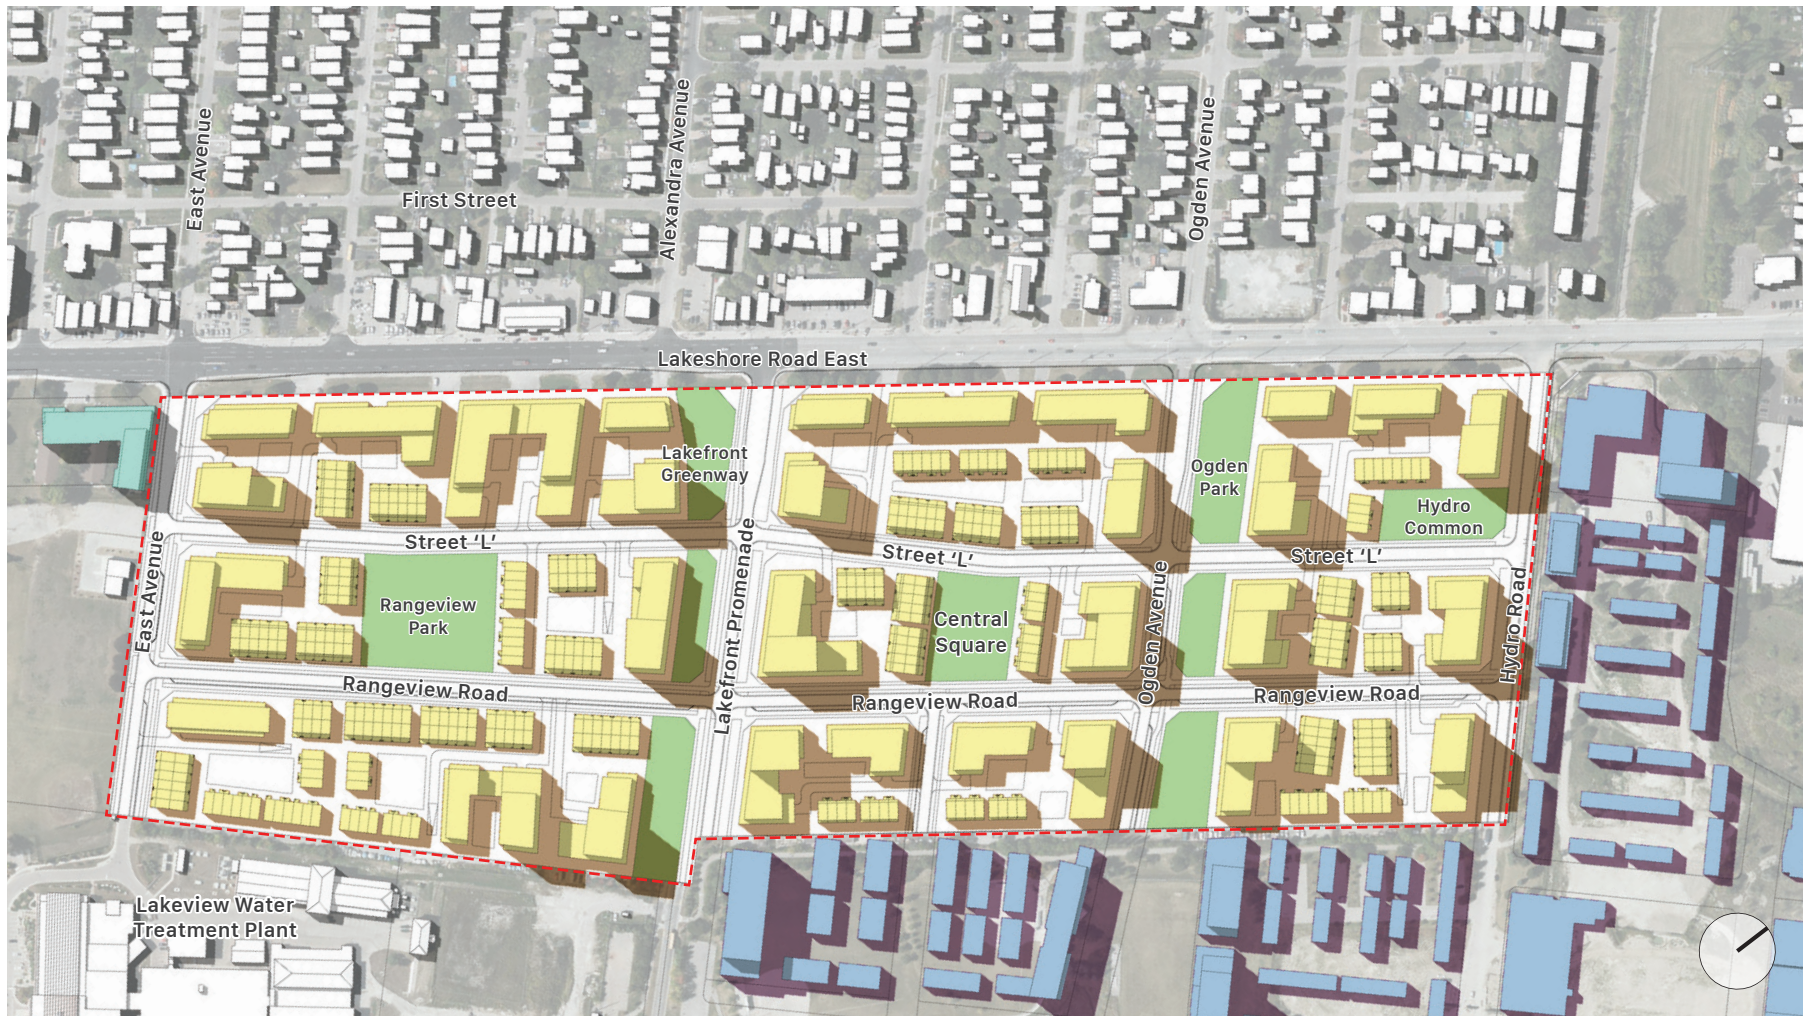 East Avenue
First Street
Alexandra Avenue
Ogden Avenue
Lakeshore Road East
Lakefront
Greenway
Ogden
Park
Hydro
Common
Street ‘L’
Street ‘L’
Street ‘L’
East Avenue
Rangeview
Park
Lakefront Promenade
Central
Square
Ogden Avenue
Hydro Road
Rangeview Road
Rangeview Road
Rangeview Road
Lakeview Water
Treatment Plant